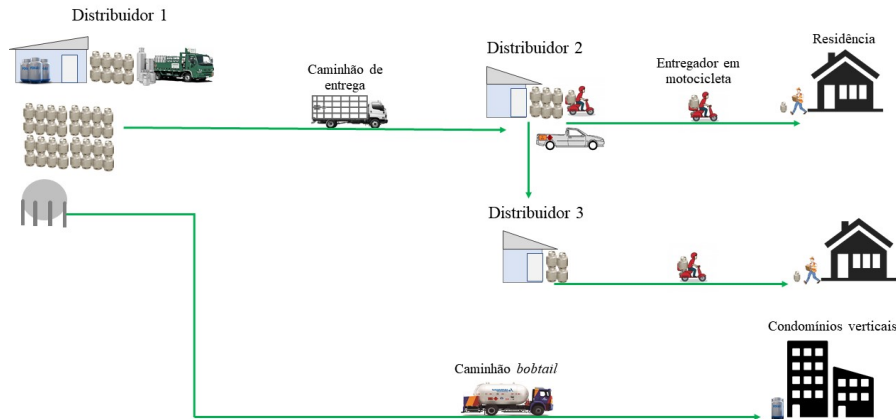 Distribuidor 1
Caminhão de
entrega
Distribuidor 2
Entregador em
motocicleta
Residência
Distribuidor 3
Condomínios verticais
Caminhão bobtail